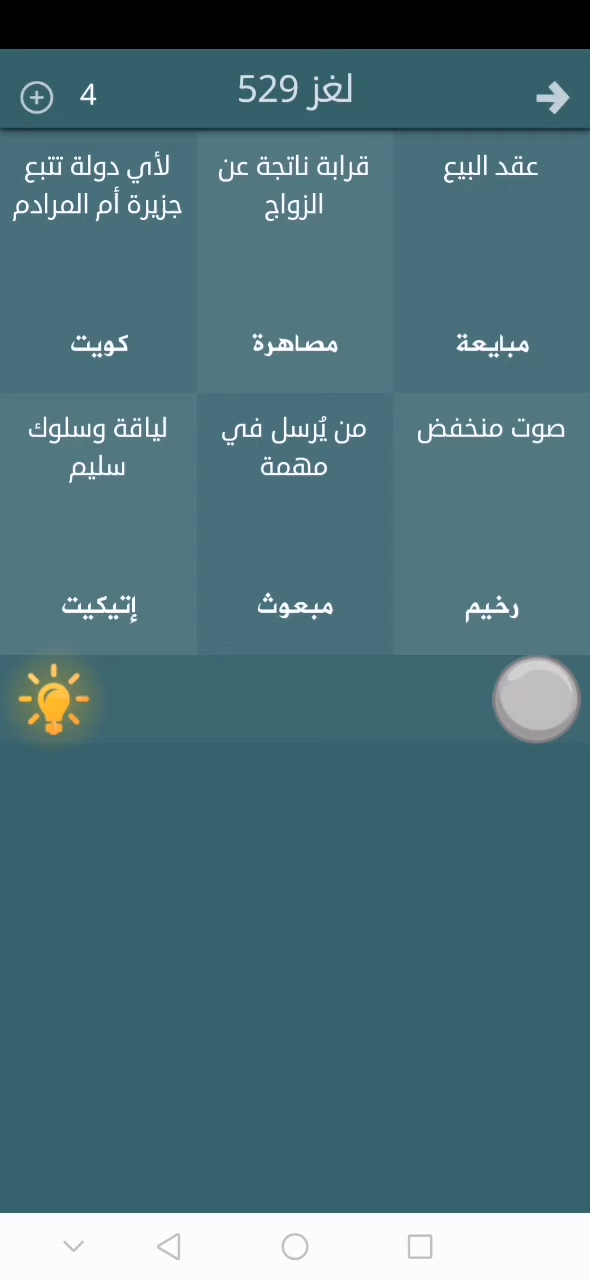 لغز 529
4
عقد البيع
مبايعة
قرابة ناتجة عن
الزواج
مصاهرة
لأي دولة تتبع
جزيرة أم المرادم
كويت
صوت منخفض
رخيم
من يُرسل في
مهمة
مبعوث
لياقة وسلوك
سليم
إتيكيت